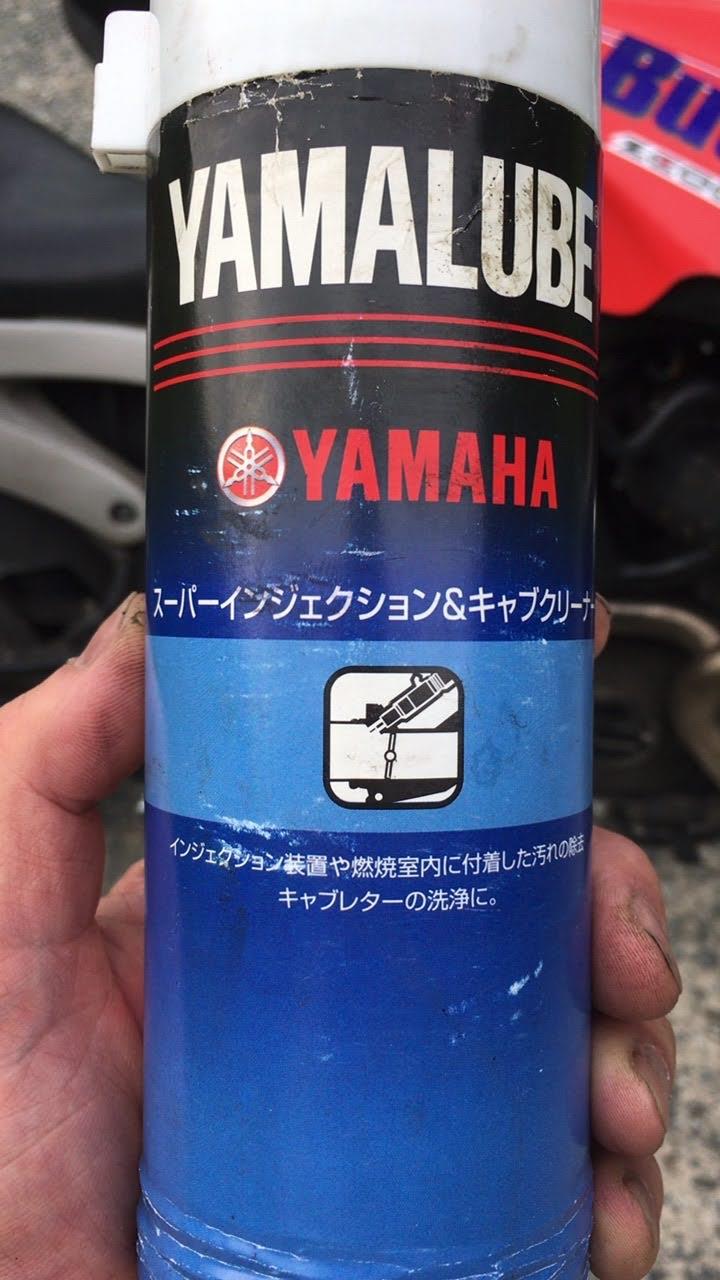 YAMALUBE
YAMAHA
スーパーインジェクション&キャブクリーナー
インジェクション装置や燃焼室内に付着した汚れの除去
キャブレターの洗浄に。